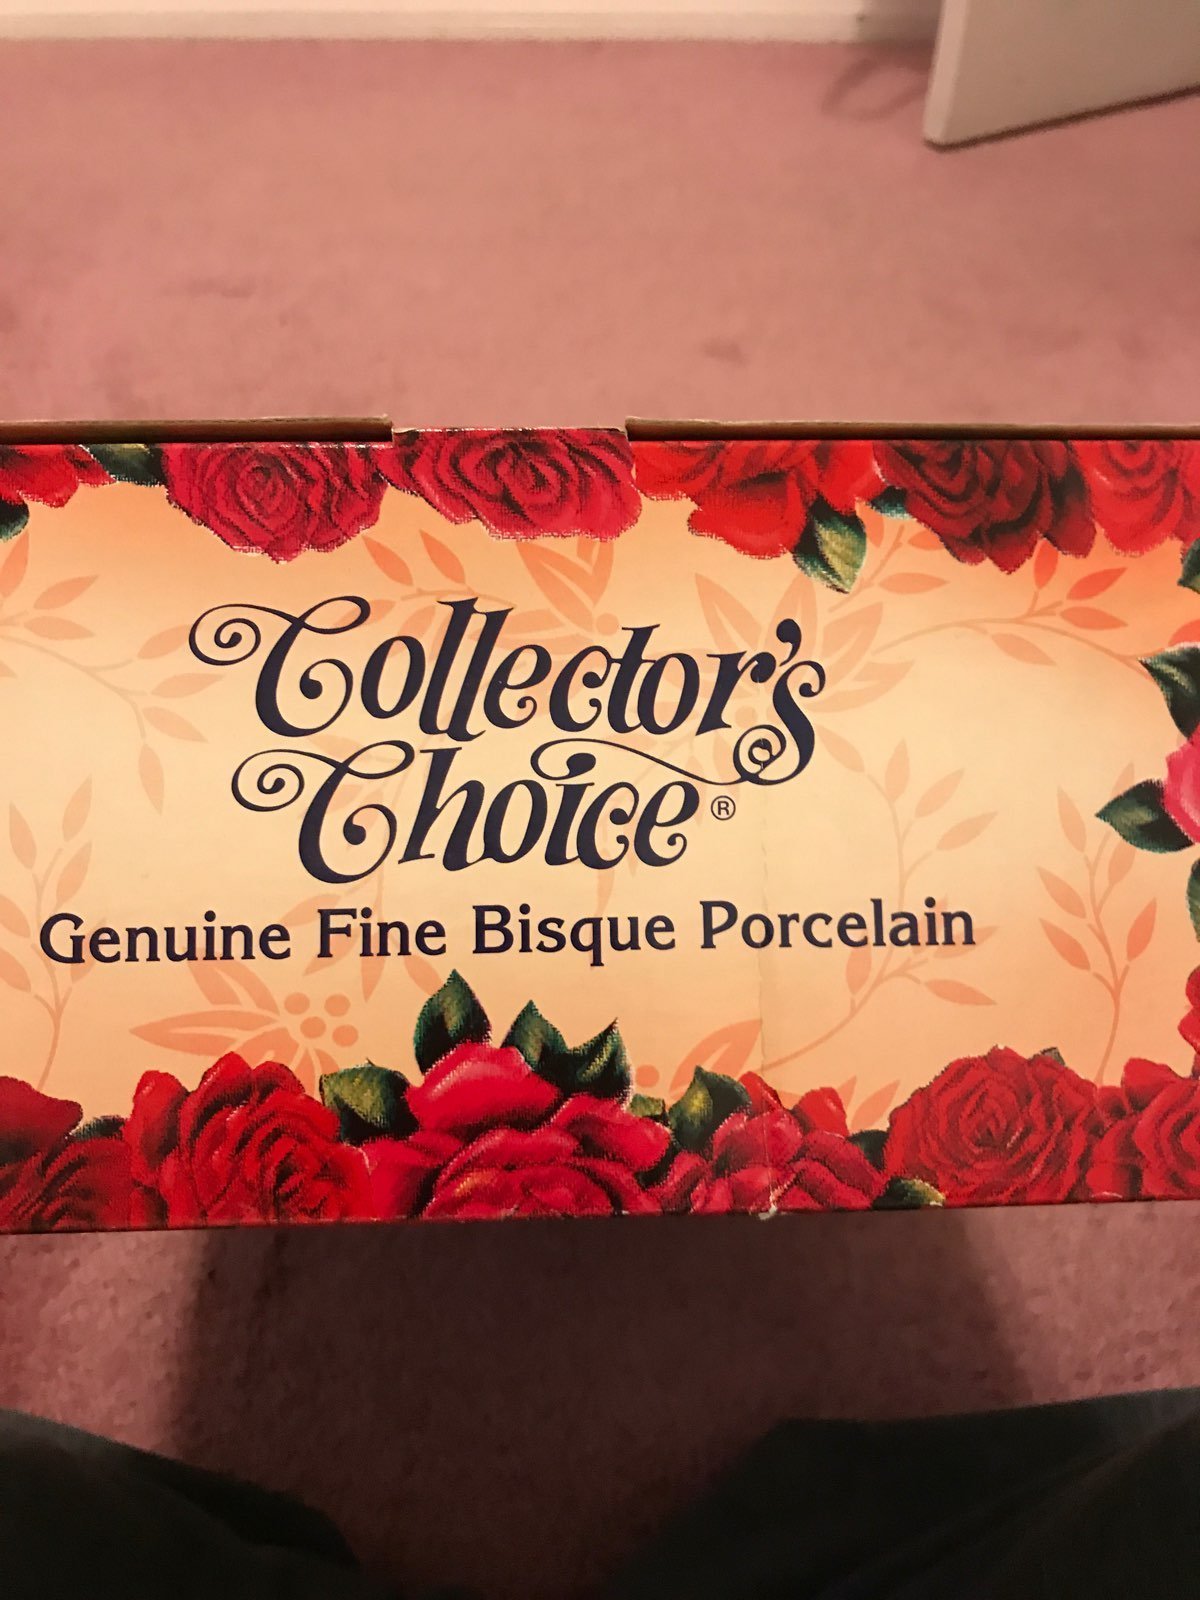 Collector's
Choice®
Genuine Fine Bisque Porcelain